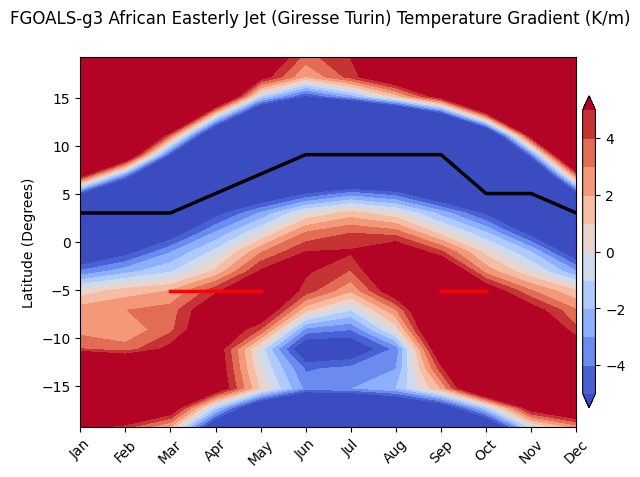 FGOALS-g3 African Easterly Jet (Giresse Turin) Temperature Gradient (K/m)
Latitude (Degrees)
15
10
5
0
−5
−10
−15
Jan
Feb
Mar
Apr
May
Jun
Jul
Aug
Sep
Oct
Nov
Dec
4
2
0
−2
−4